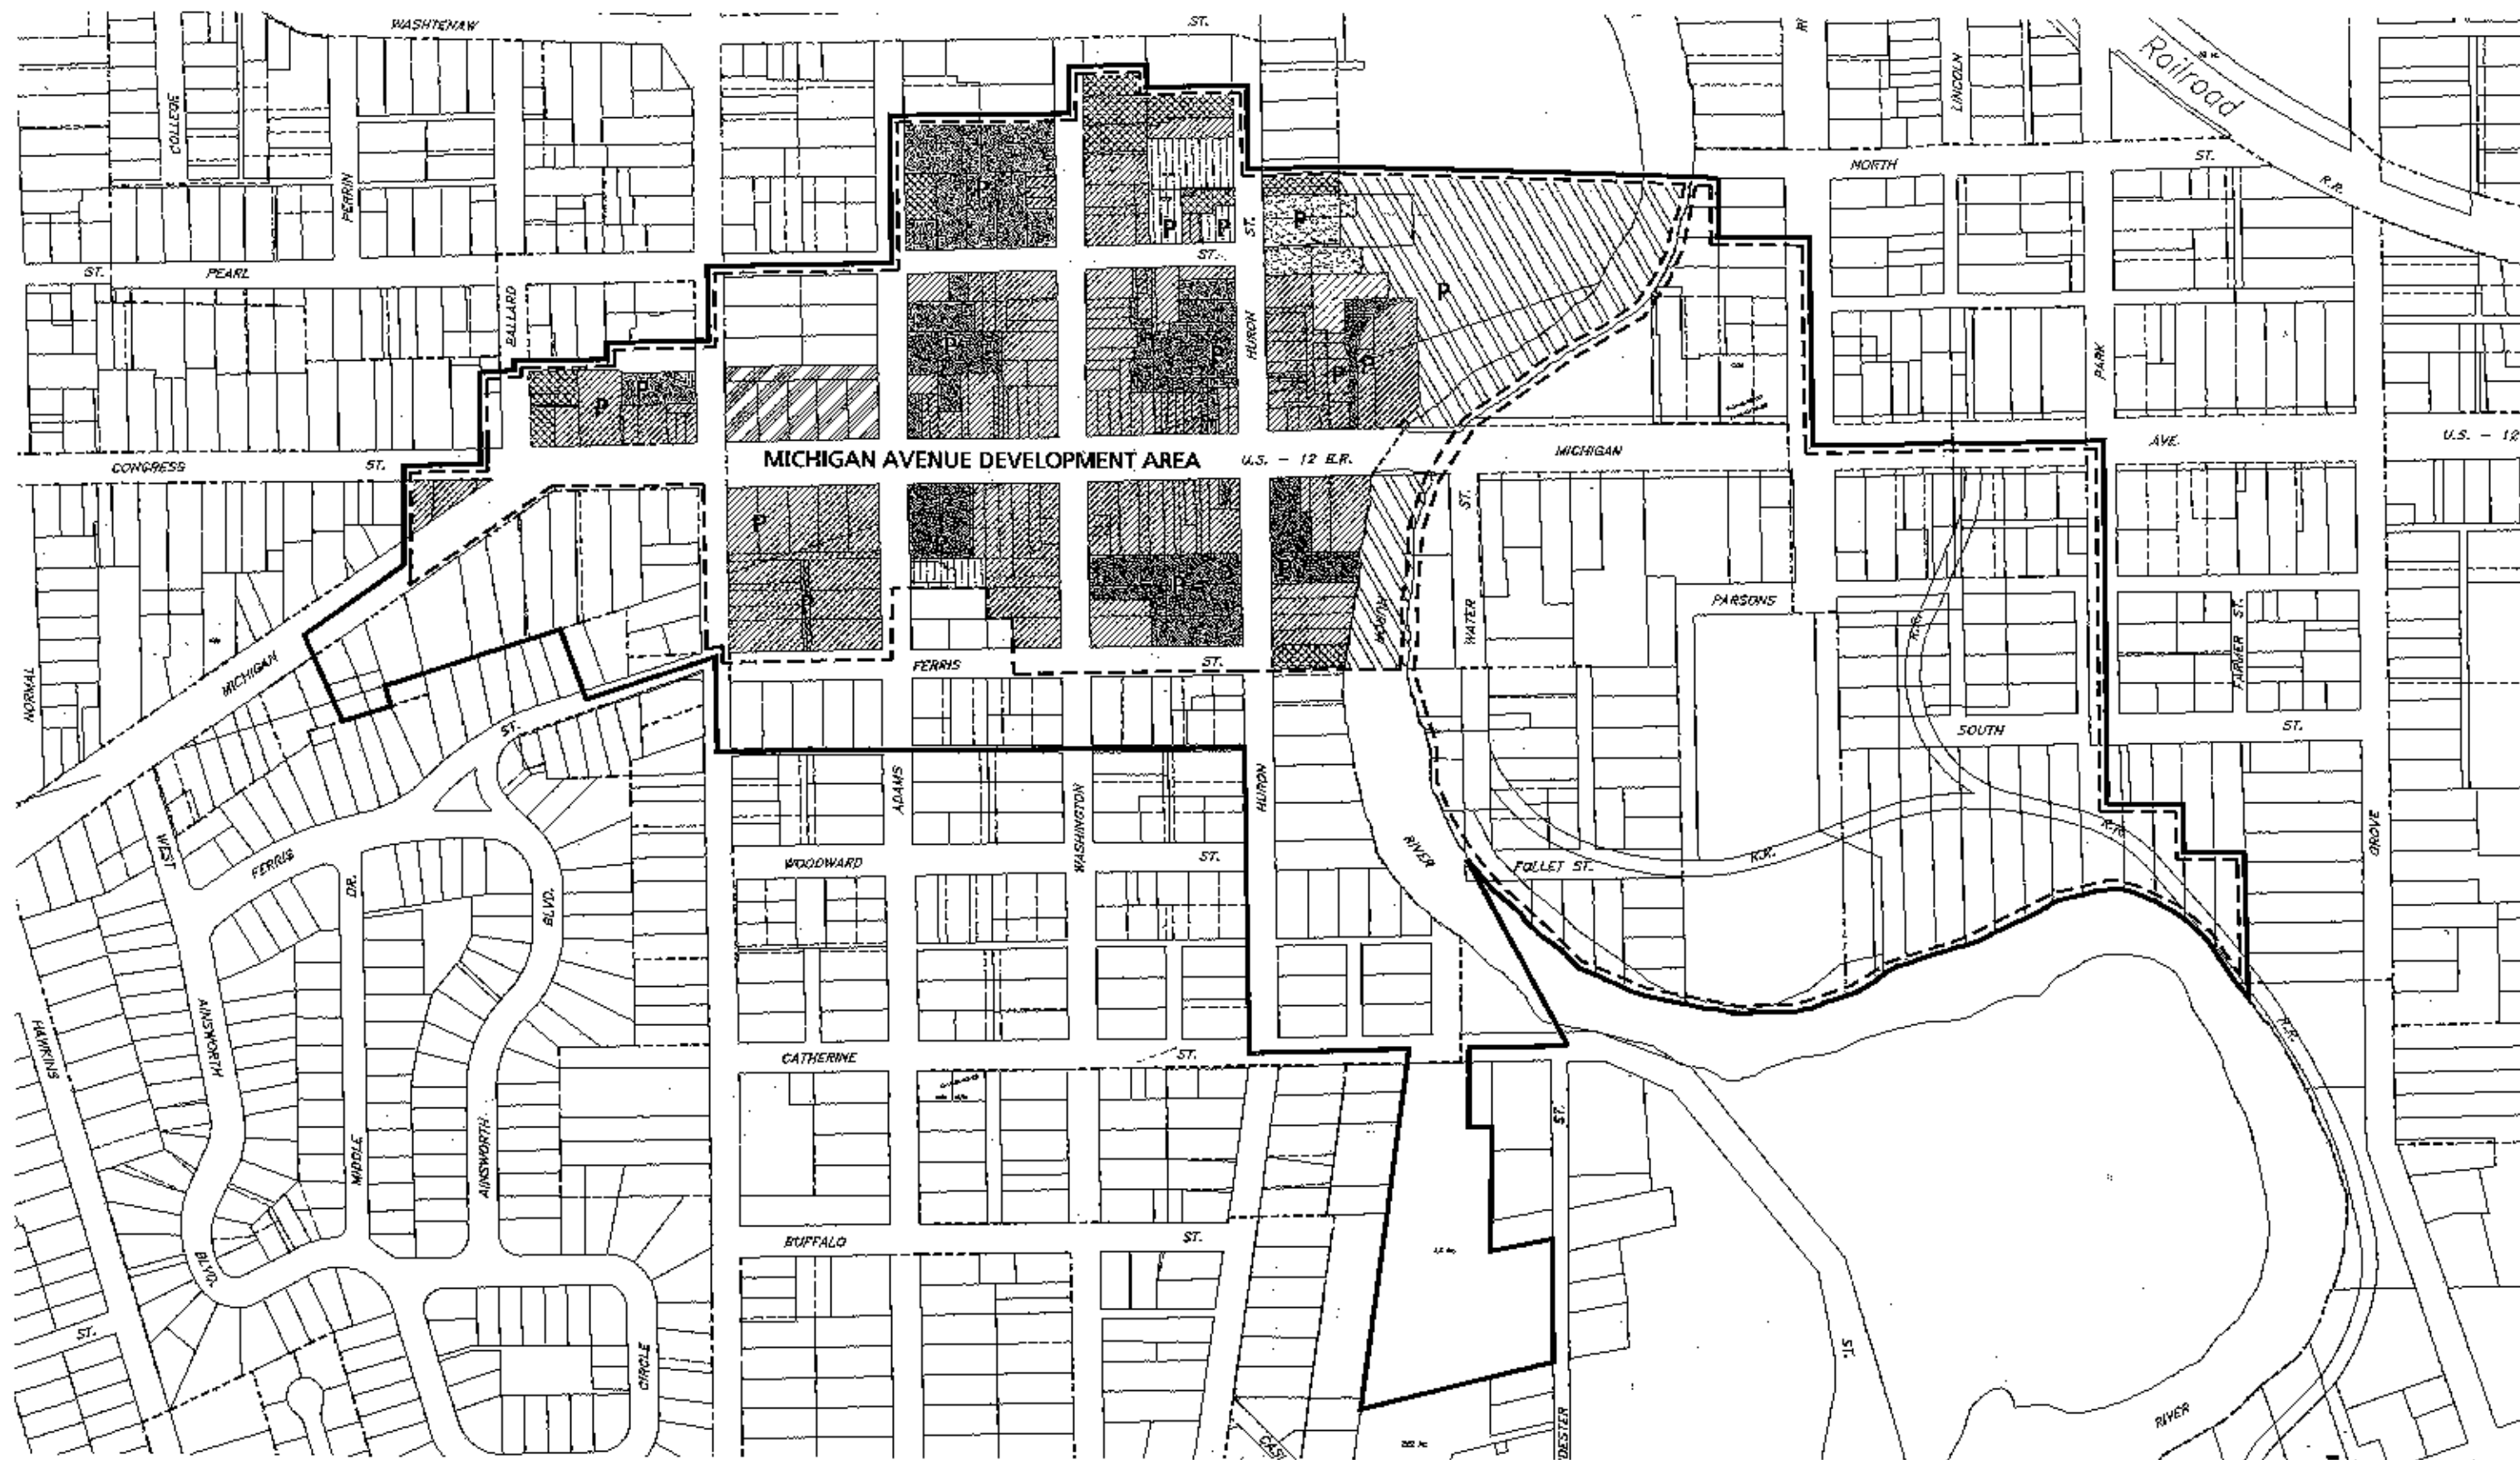 WASHTENAW
ST.
Railroad
COLLEGE
PERRIN
LINCOLN
NORTH
ST.
R.R.
P
P
P
P
ST.
ST.
PEARL
ST.
BALLARD
P
HURON
P
P
P
P
P
P
PARK
CONGRESS
ST.
MICHIGAN AVENUE DEVELOPMENT AREA
U.S. - 12 B.R.
MICHIGAN
AVE.
U.S. - 12
P
ST.
P
P
P
WATER
PARSONS
R.R.
FARMER ST.
NORMAL
MICHIGAN
FERRIS
ST.
ST.
SOUTH
ST.
ADAMS
WASHINGTON
HURON
WEST
FERRIS
DR.
BLVD.
WOODWARD
ST.
RIVER
FOLLET ST.
R.R.
R.R.
GROVE
HAWKINS
AINSWORTH
CATHERINE
ST.
R.R.
MIDDLE
AINSWORTH
ST.
BLVD.
BUFFALO
ST.
ST.
CIRCLE
ST.
RIVER